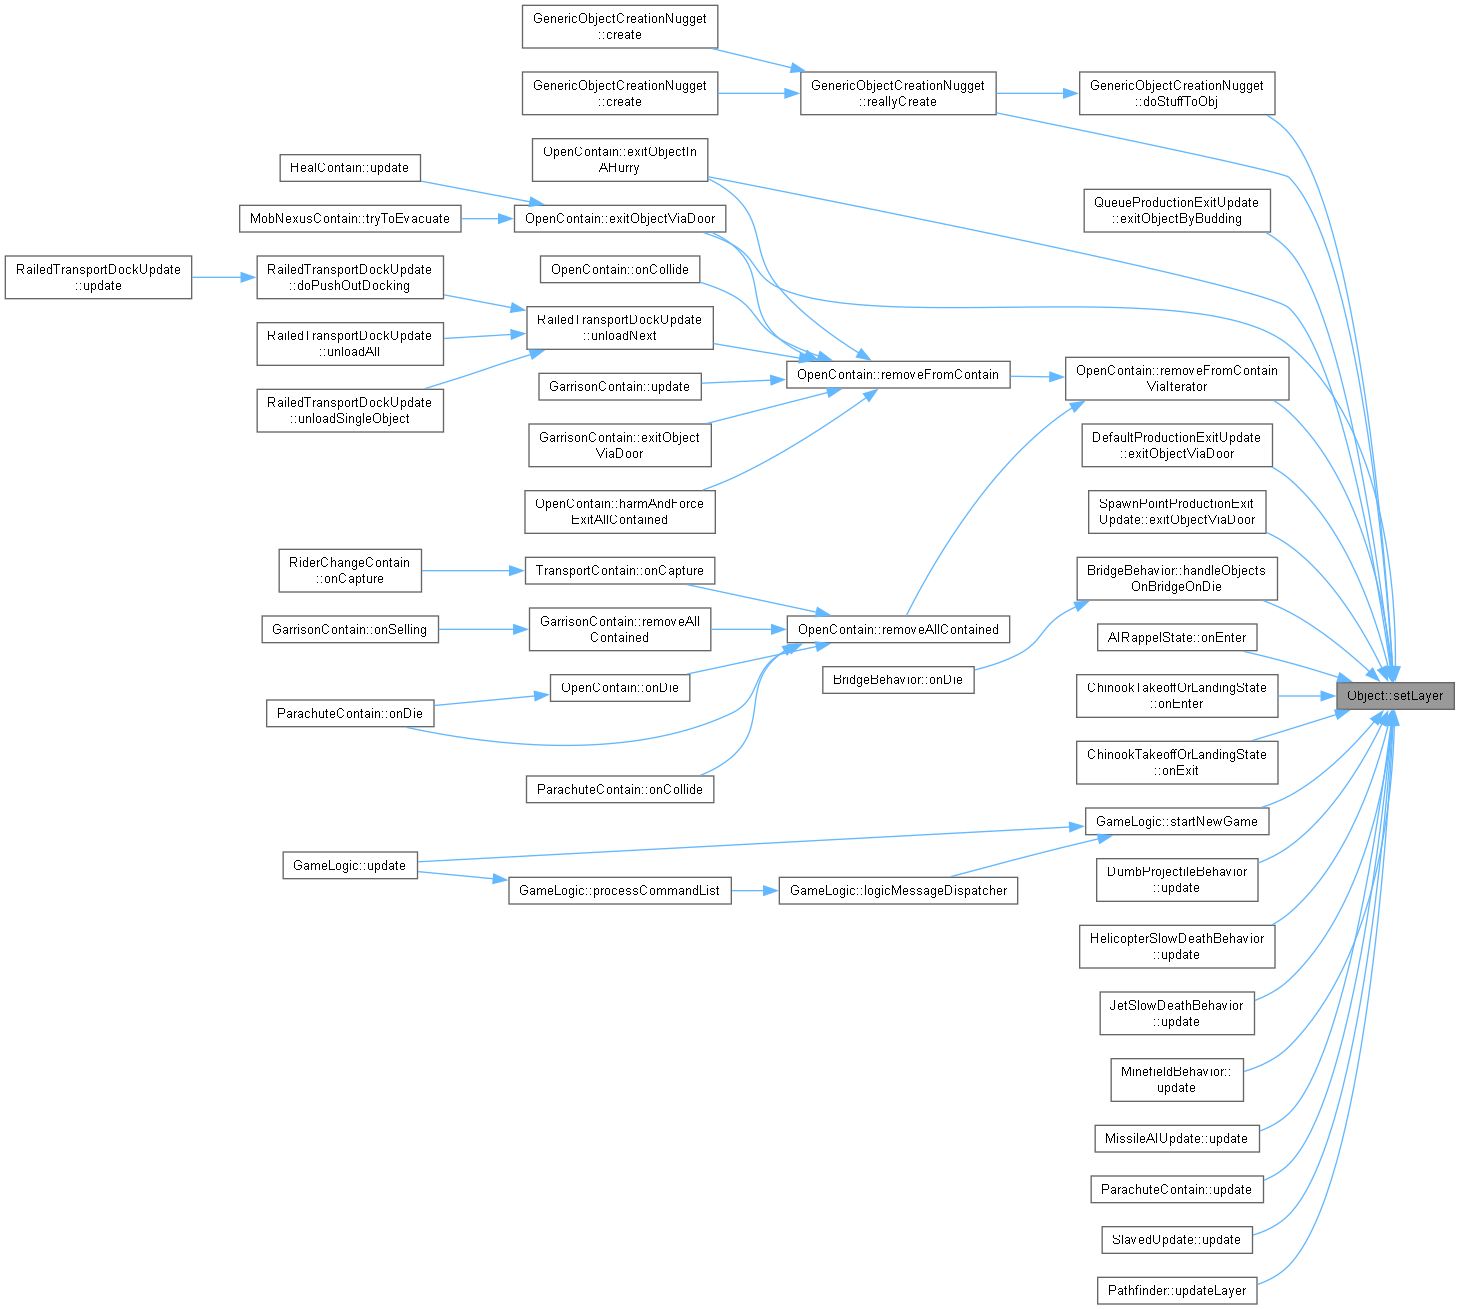 GenericObjectCreationNugget
::create
GenericObjectCreationNugget
::create
GenericObjectCreationNugget
::reallyCreate
GenericObjectCreationNugget
::doStuffToObj
OpenContain::exitObjectIn
AHurry
HealContain::update
MobNexusContain::tryToEvacuate
OpenContain::exitObjectViaDoor
QueueProductionExitUpdate
::exitObjectByBudding
RailedTransportDockUpdate
::update
RailedTransportDockUpdate
::doPushOutDocking
OpenContain::onCollide
RailedTransportDockUpdate
::unloadAll
RailedTransportDockUpdate
::unloadNext
RailedTransportDockUpdate
::unloadSingleObject
GarrisonContain::update
OpenContain::removeFromContain
OpenContain::removeFromContain
ViaIterator
GarrisonContain::exitObject
ViaDoor
DefaultProductionExitUpdate
::exitObjectViaDoor
OpenContain::harmAndForce
ExitAllContained
SpawnPointProductionExit
Update::exitObjectViaDoor
RiderChangeContain
::onCapture
TransportContain::onCapture
BridgeBehavior::handleObjects
OnBridgeOnDie
GarrisonContain::onSelling
GarrisonContain::removeAll
Contained
OpenContain::removeAllContained
AIRappelState::onEnter
ParachuteContain::onDie
OpenContain::onDie
BridgeBehavior::onDie
ChinookTakeoffOrLandingState
::onEnter
Object::setLayer
ParachuteContain::onCollide
ChinookTakeoffOrLandingState
::onExit
GameLogic::startNewGame
GameLogic::update
GameLogic::processCommandList
GameLogic::logicMessageDispatcher
DumbProjectileBehavior
::update
HelicopterSlowDeathBehavior
::update
JetSlowDeathBehavior
::update
MinefieldBehavior::
update
MissileAIUpdate::update
ParachuteContain::update
SlavedUpdate::update
Pathfinder::updateLayer